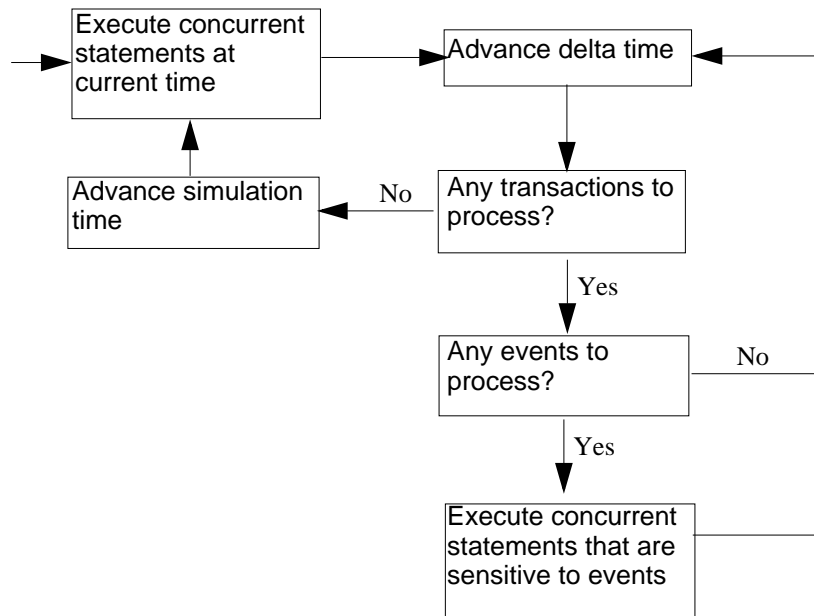 Execute concurrent
statements at
current time
Advance delta time
Advance simulation
time
No
Any transactions to
process?
Yes
Any events to
process?
No
Yes
Execute concurrent
statements that are
sensitive to events